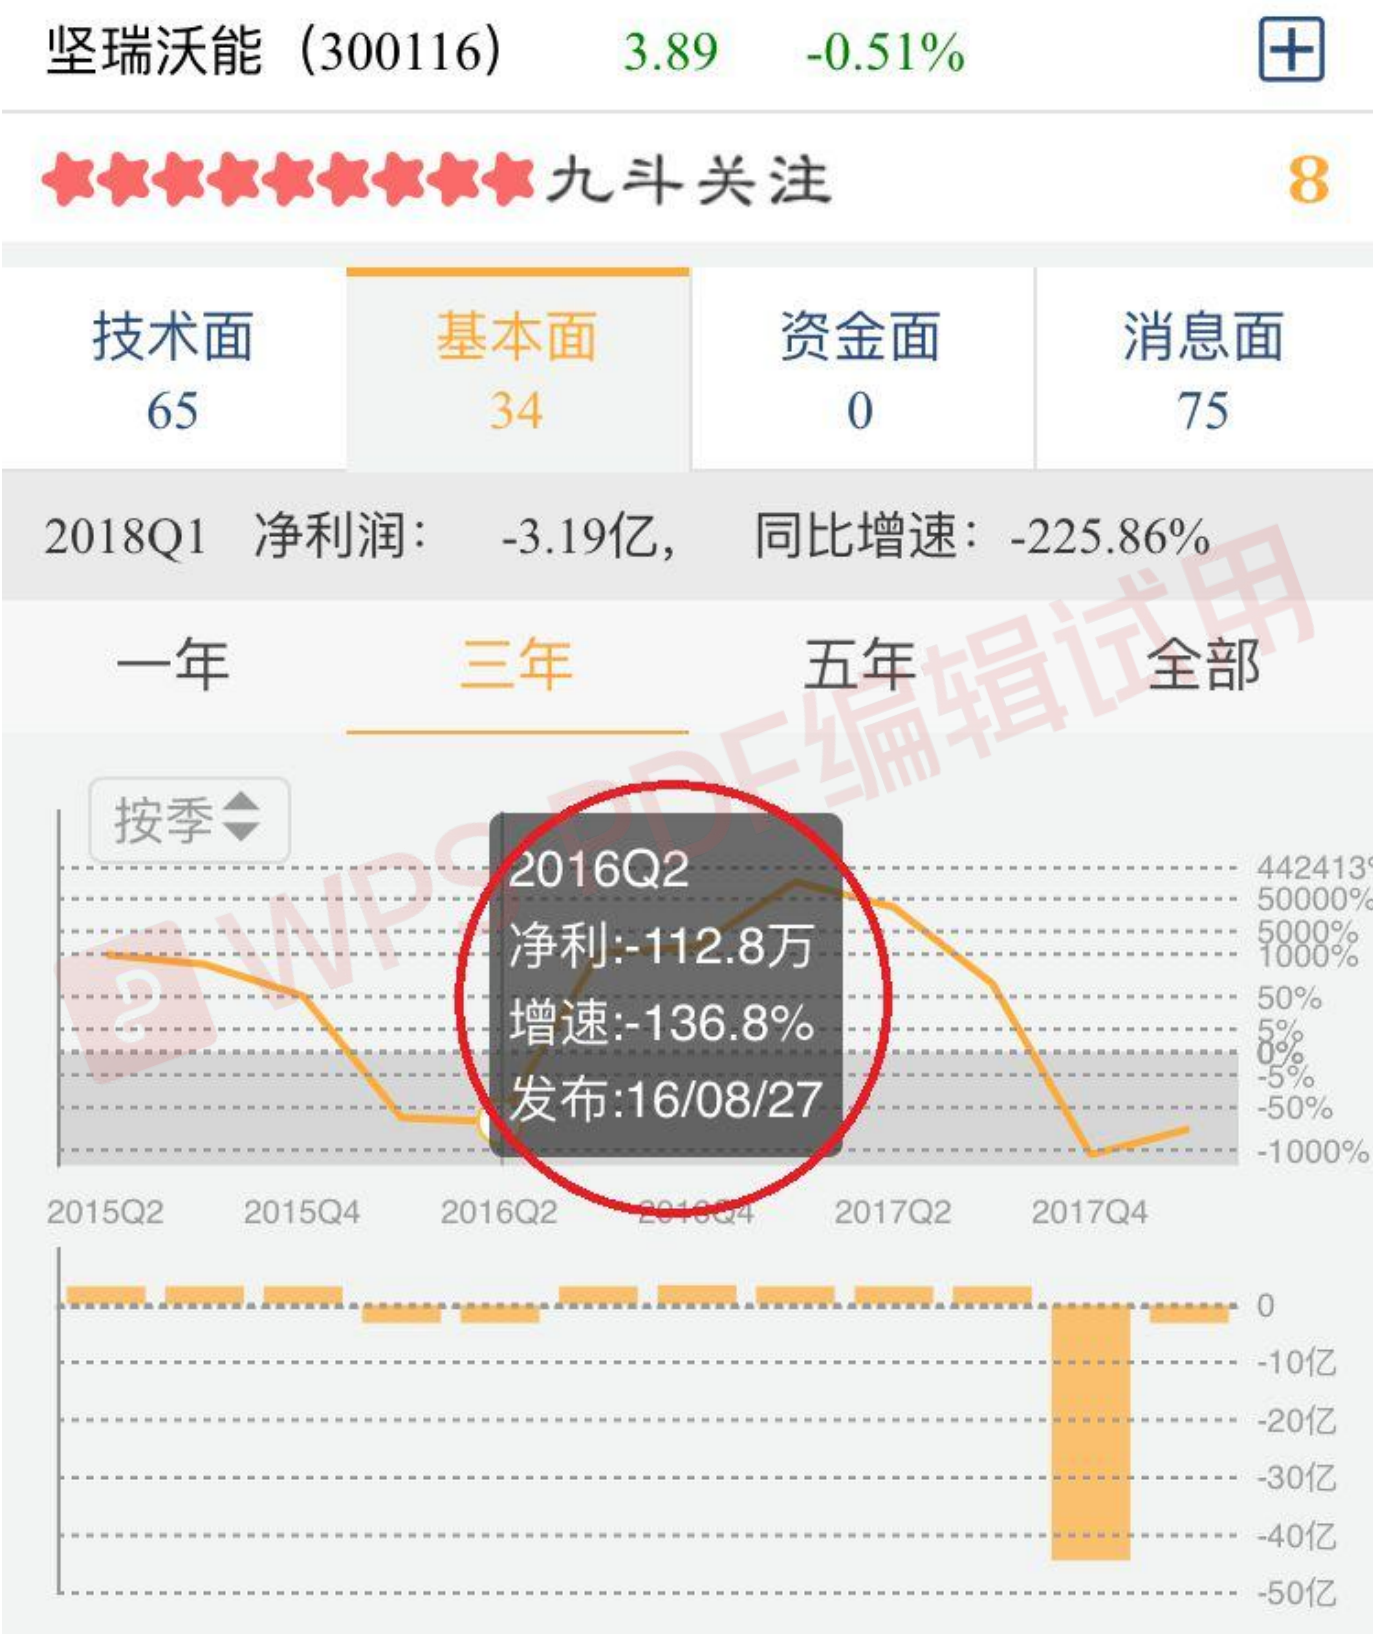 坚瑞沃能（300116） 3.89 -0.51%
九斗关注 8
技术面 基本面 资金面 消息面
65 34 0 75
2018Q1 净利润： -3.19亿， 同比增速：-225.86%
一年 三年 五年 全部
按季
2016Q2
净利:-112.8万
增速:-136.8%
发布:16/08/27
442413%
50000%
5000%
1000%
50%
5%
0%
-5%
-50%
-1000%
2015Q2 2015Q4 2016Q2 2016Q4 2017Q2 2017Q4
0
-10亿
-20亿
-30亿
-40亿
-50亿
WPS PDF编辑试用